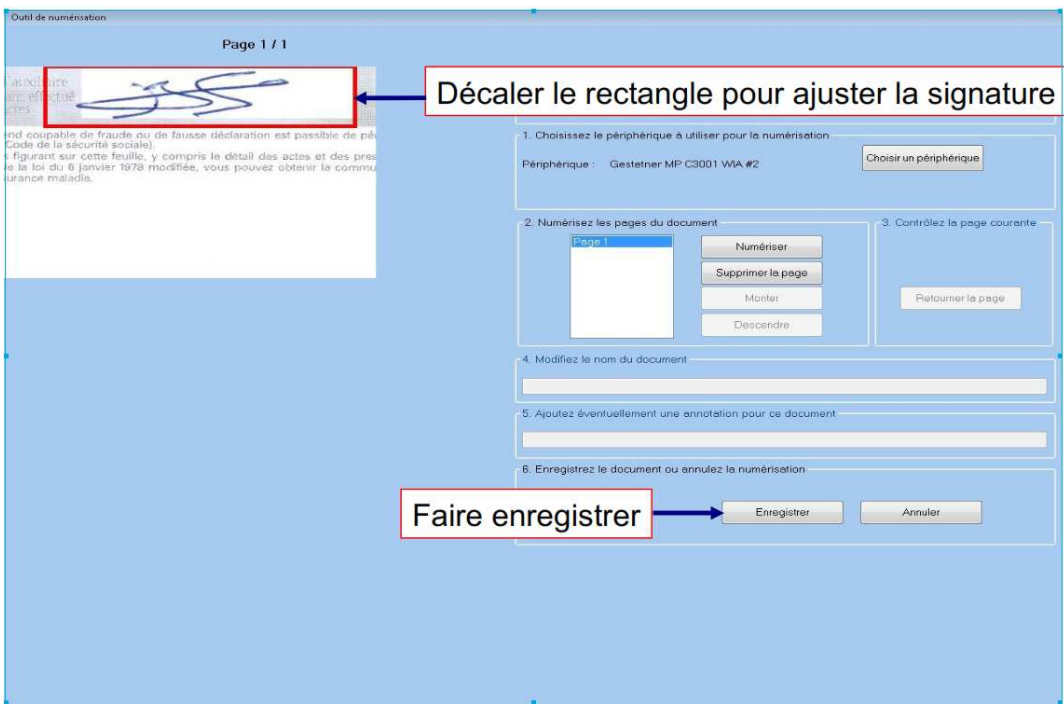 Outil de numérisation
Page 1 / 1
l'auxiliaire
ant effectué
actes
Décaler le rectangle pour ajuster la signature
end coupable de fraude ou de fausse déclaration est passible de pé
Code de la sécurité sociale).
s figurant sur cette feuille, y compris le détail des actes et des pres
le la loi du 6 janvier 1978 modifiée, vous pouvez obtenir la commu
urance maladie.
1. Choisissez le périphérique à utiliser pour la numérisation
Périphérique : Gestetner MP C3001 WIA #2
Choisir un périphérique
2. Numérisez les pages du document
Page 1
Numériser
Supprimer la page
Monter
Descendre
3. Contrôlez la page courante
Retourner la page
4. Modifiez le nom du document
5. Ajoutez éventuellement une annotation pour ce document
6. Enregistrez le document ou annulez la numérisation
Faire enregistrer
Enregistrer
Annuler